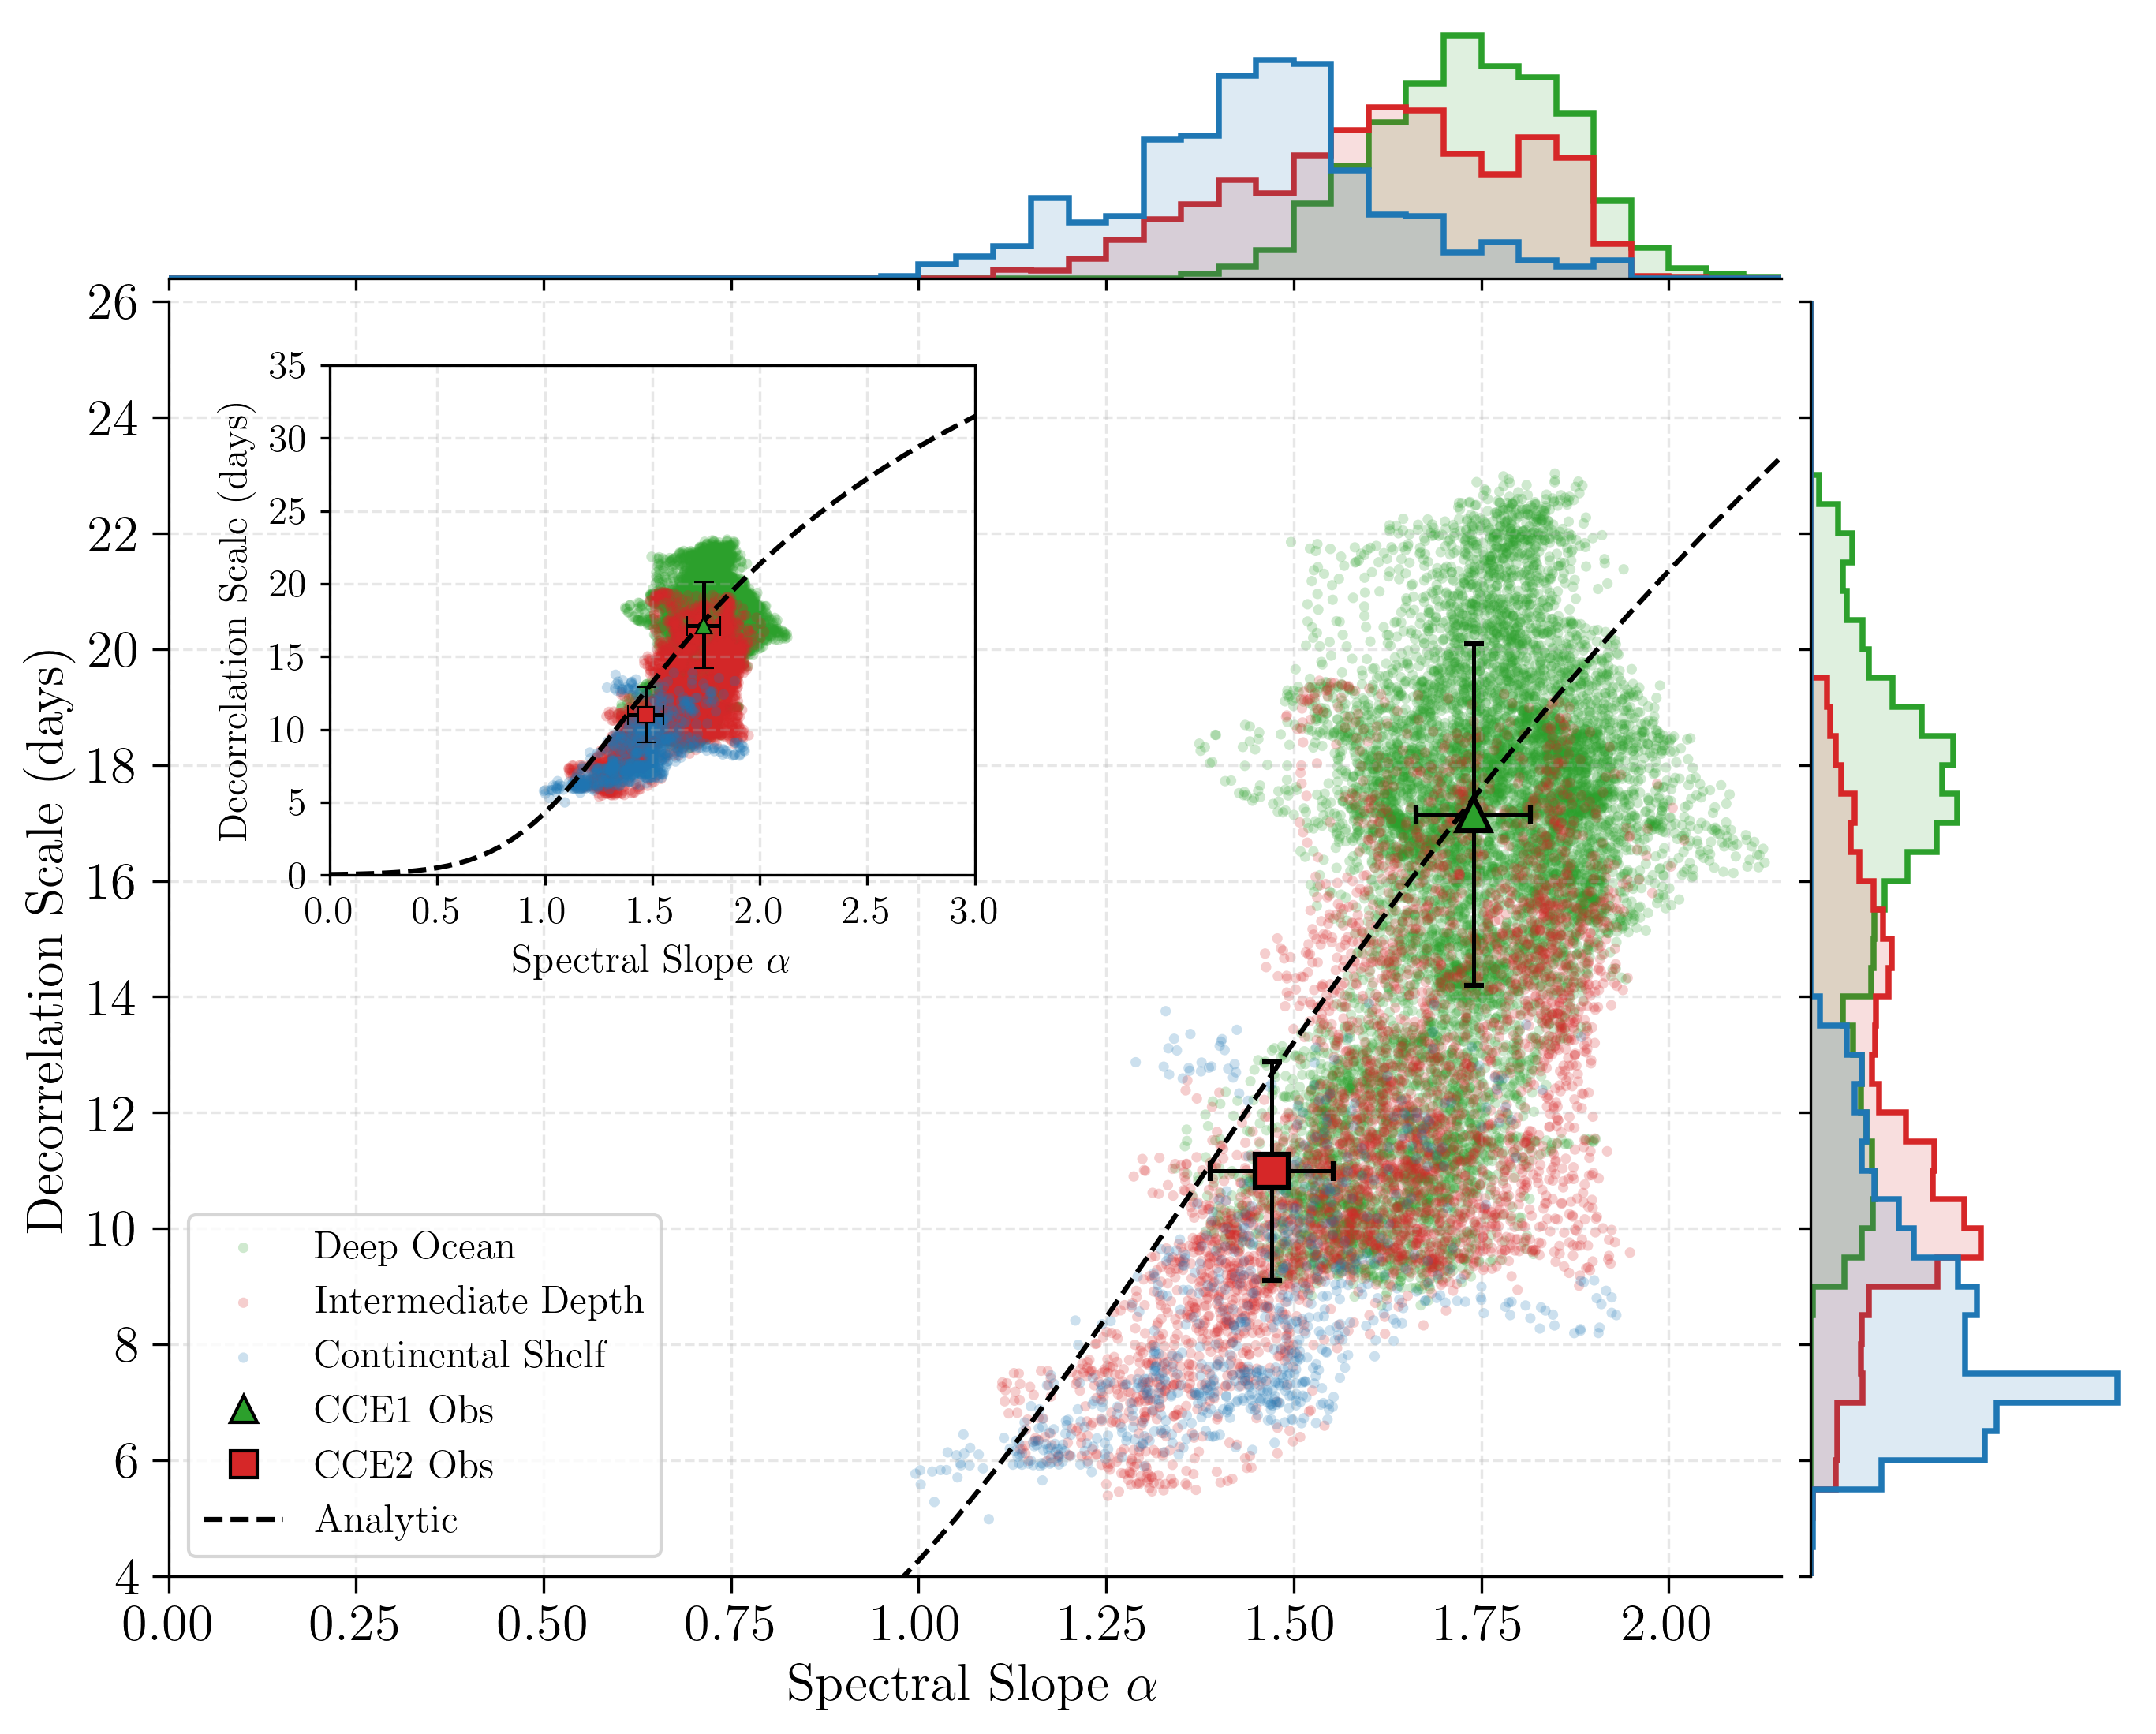 26
24
22
20
18
16
14
12
10
8
6
4
Decorrelation Scale (days)
35
30
25
20
15
10
5
0
Decorrelation Scale (days)
0.0 0.5 1.0 1.5 2.0 2.5 3.0
Spectral Slope α
Deep Ocean
Intermediate Depth
Continental Shelf
CCE1 Obs
CCE2 Obs
Analytic
0.00 0.25 0.50 0.75 1.00 1.25 1.50 1.75 2.00
Spectral Slope α